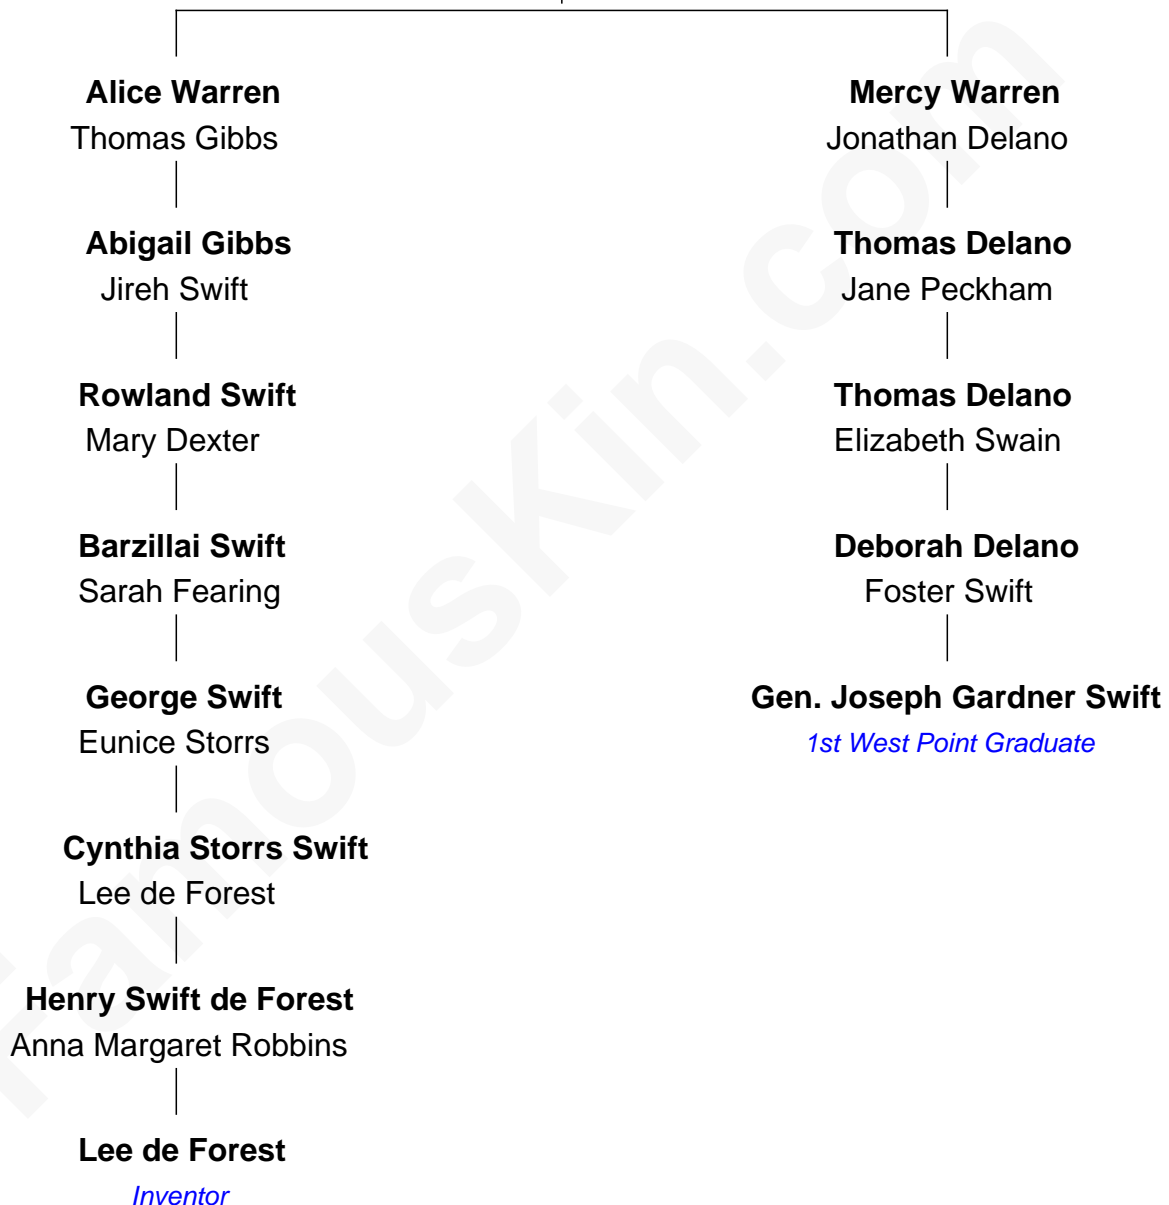 Alice Warren
Thomas Gibbs
Abigail Gibbs
Jireh Swift
Rowland Swift
Mary Dexter
Barzillai Swift
Sarah Fearing
George Swift
Eunice Storrs
Cynthia Storrs Swift
Lee de Forest
Henry Swift de Forest
Anna Margaret Robbins
Lee de Forest
Inventor
Mercy Warren
Jonathan Delano
Thomas Delano
Jane Peckham
Thomas Delano
Elizabeth Swain
Deborah Delano
Foster Swift
Gen. Joseph Gardner Swift
1st West Point Graduate
FamousKin.com